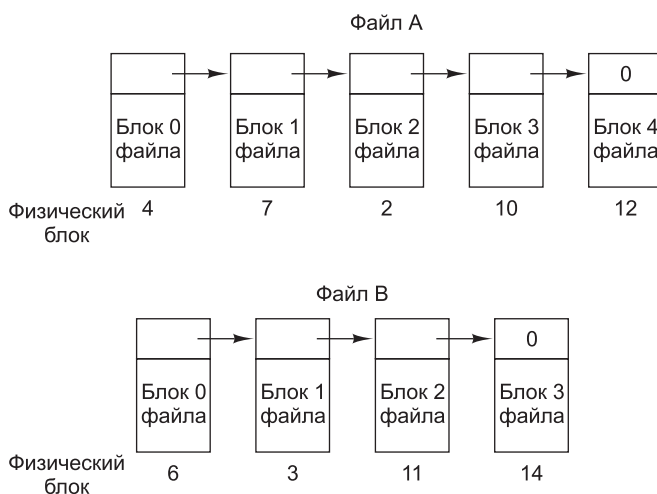 Файл А
0
Блок 0 Блок 1 Блок 2 Блок 3 Блок 4
файла файла файла файла файла
Физический 4 7 2 10 12
блок
Файл В
0
Блок 0 Блок 1 Блок 2 Блок 3
файла файла файла файла
Физический 6 3 11 14
блок